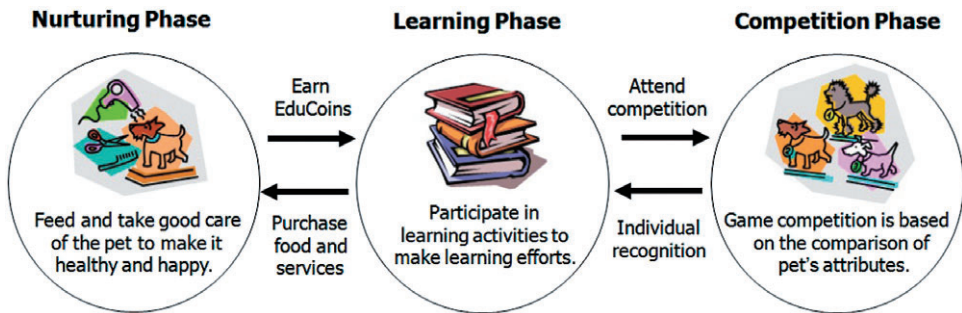 Nurturing Phase
Learning Phase
Competition Phase
Earn
EduCoins
Attend
competition
Feed and take good care
of the pet to make it
healthy and happy.
Purchase
food and
services
Participate in
learning activities to
make learning efforts.
Individual
recognition
Game competition is based
on the comparison of
pet's attributes.